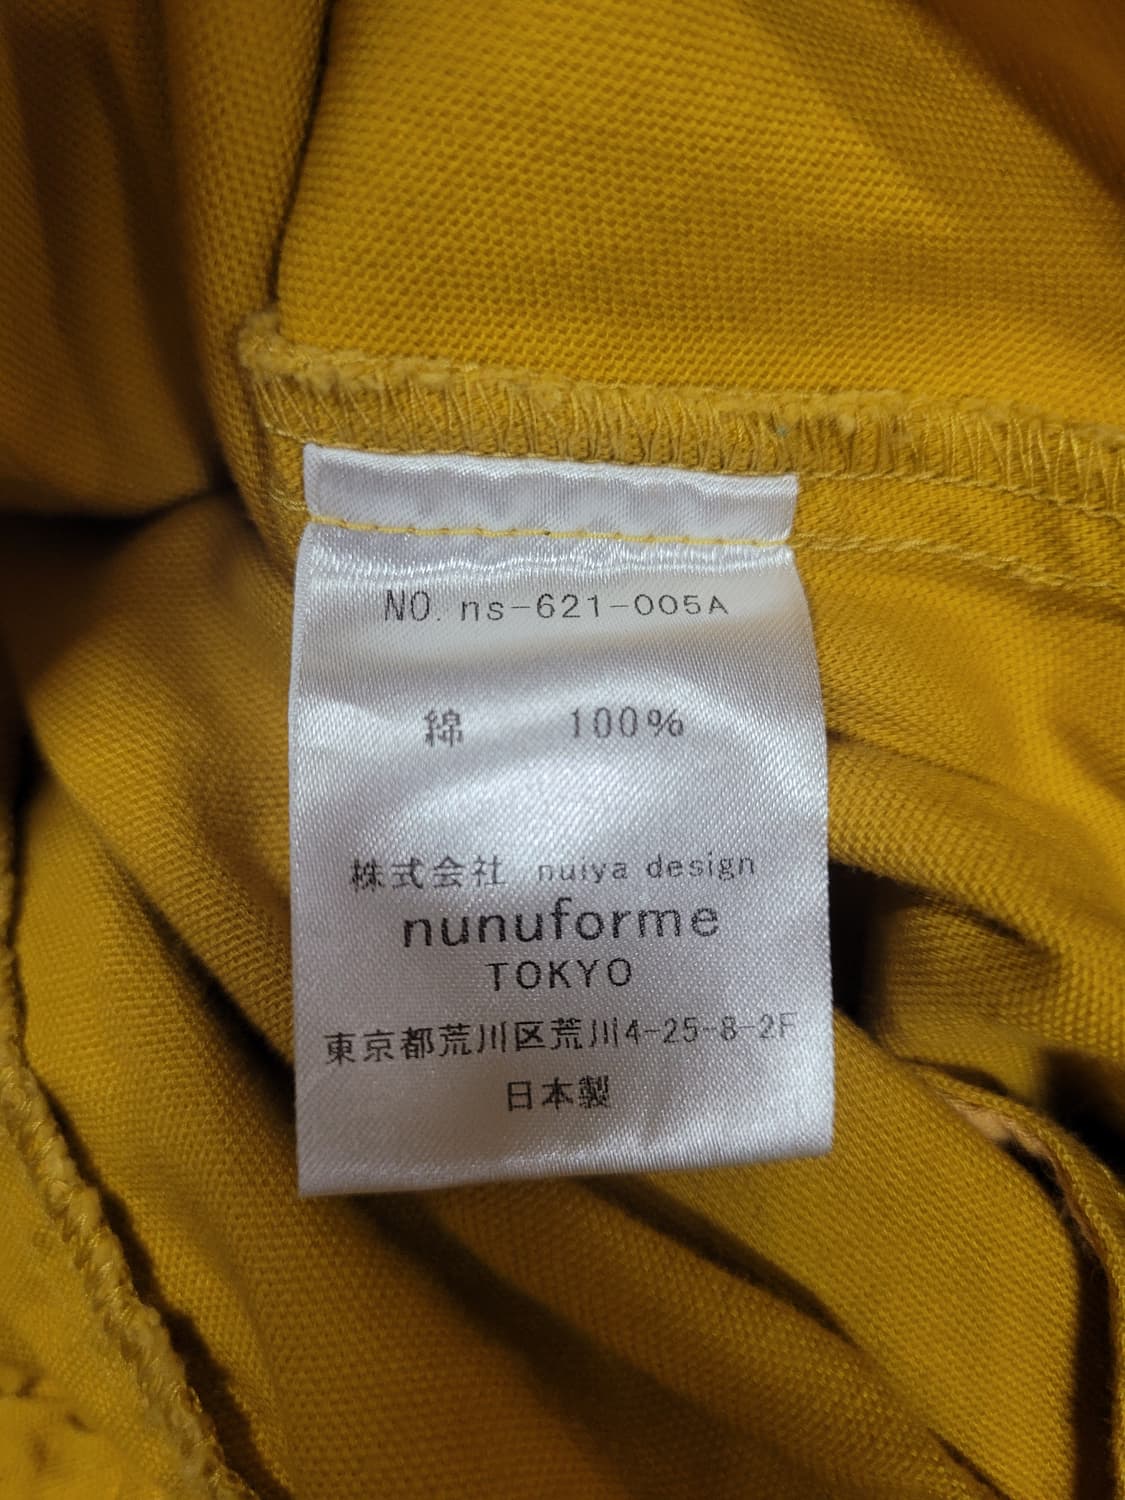 NO. ns-621-005A
綿 100%
株式会社 nuiya design
nunuforme
TOKYO
東京都荒川区荒川4-25-8-2F
日本製